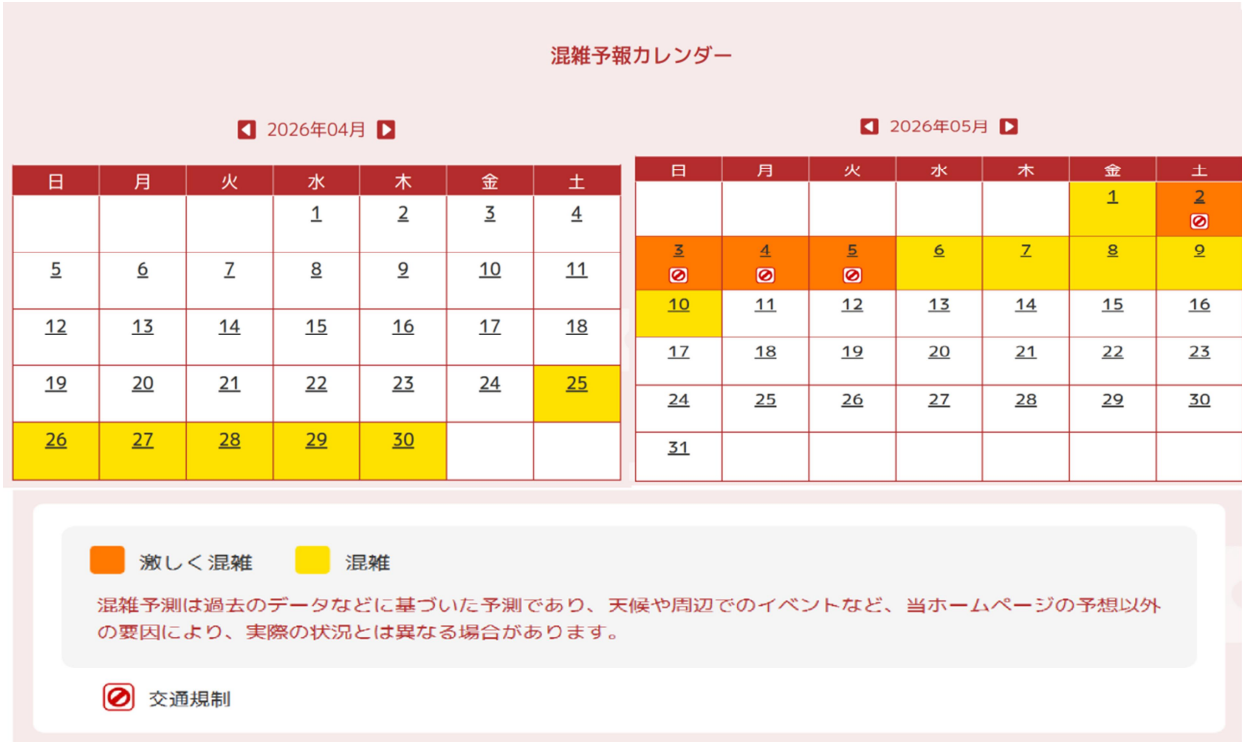 混雑予報カレンダー
2026年04月
日 月 火 水 木 金 土
1 2 3 4
5 6 7 8 9 10 11
12 13 14 15 16 17 18
19 20 21 22 23 24 25
26 27 28 29 30
2026年05月
日 月 火 水 木 金 土
1 2
3 4 5 6 7 8 9
10 11 12 13 14 15 16
17 18 19 20 21 22 23
24 25 26 27 28 29 30
31
激しく混雑 混雑
混雑予測は過去のデータなどに基づいた予測であり、天候や周辺でのイベントなど、当ホームページの予想以外
の要因により、実際の状況とは異なる場合があります。
交通規制